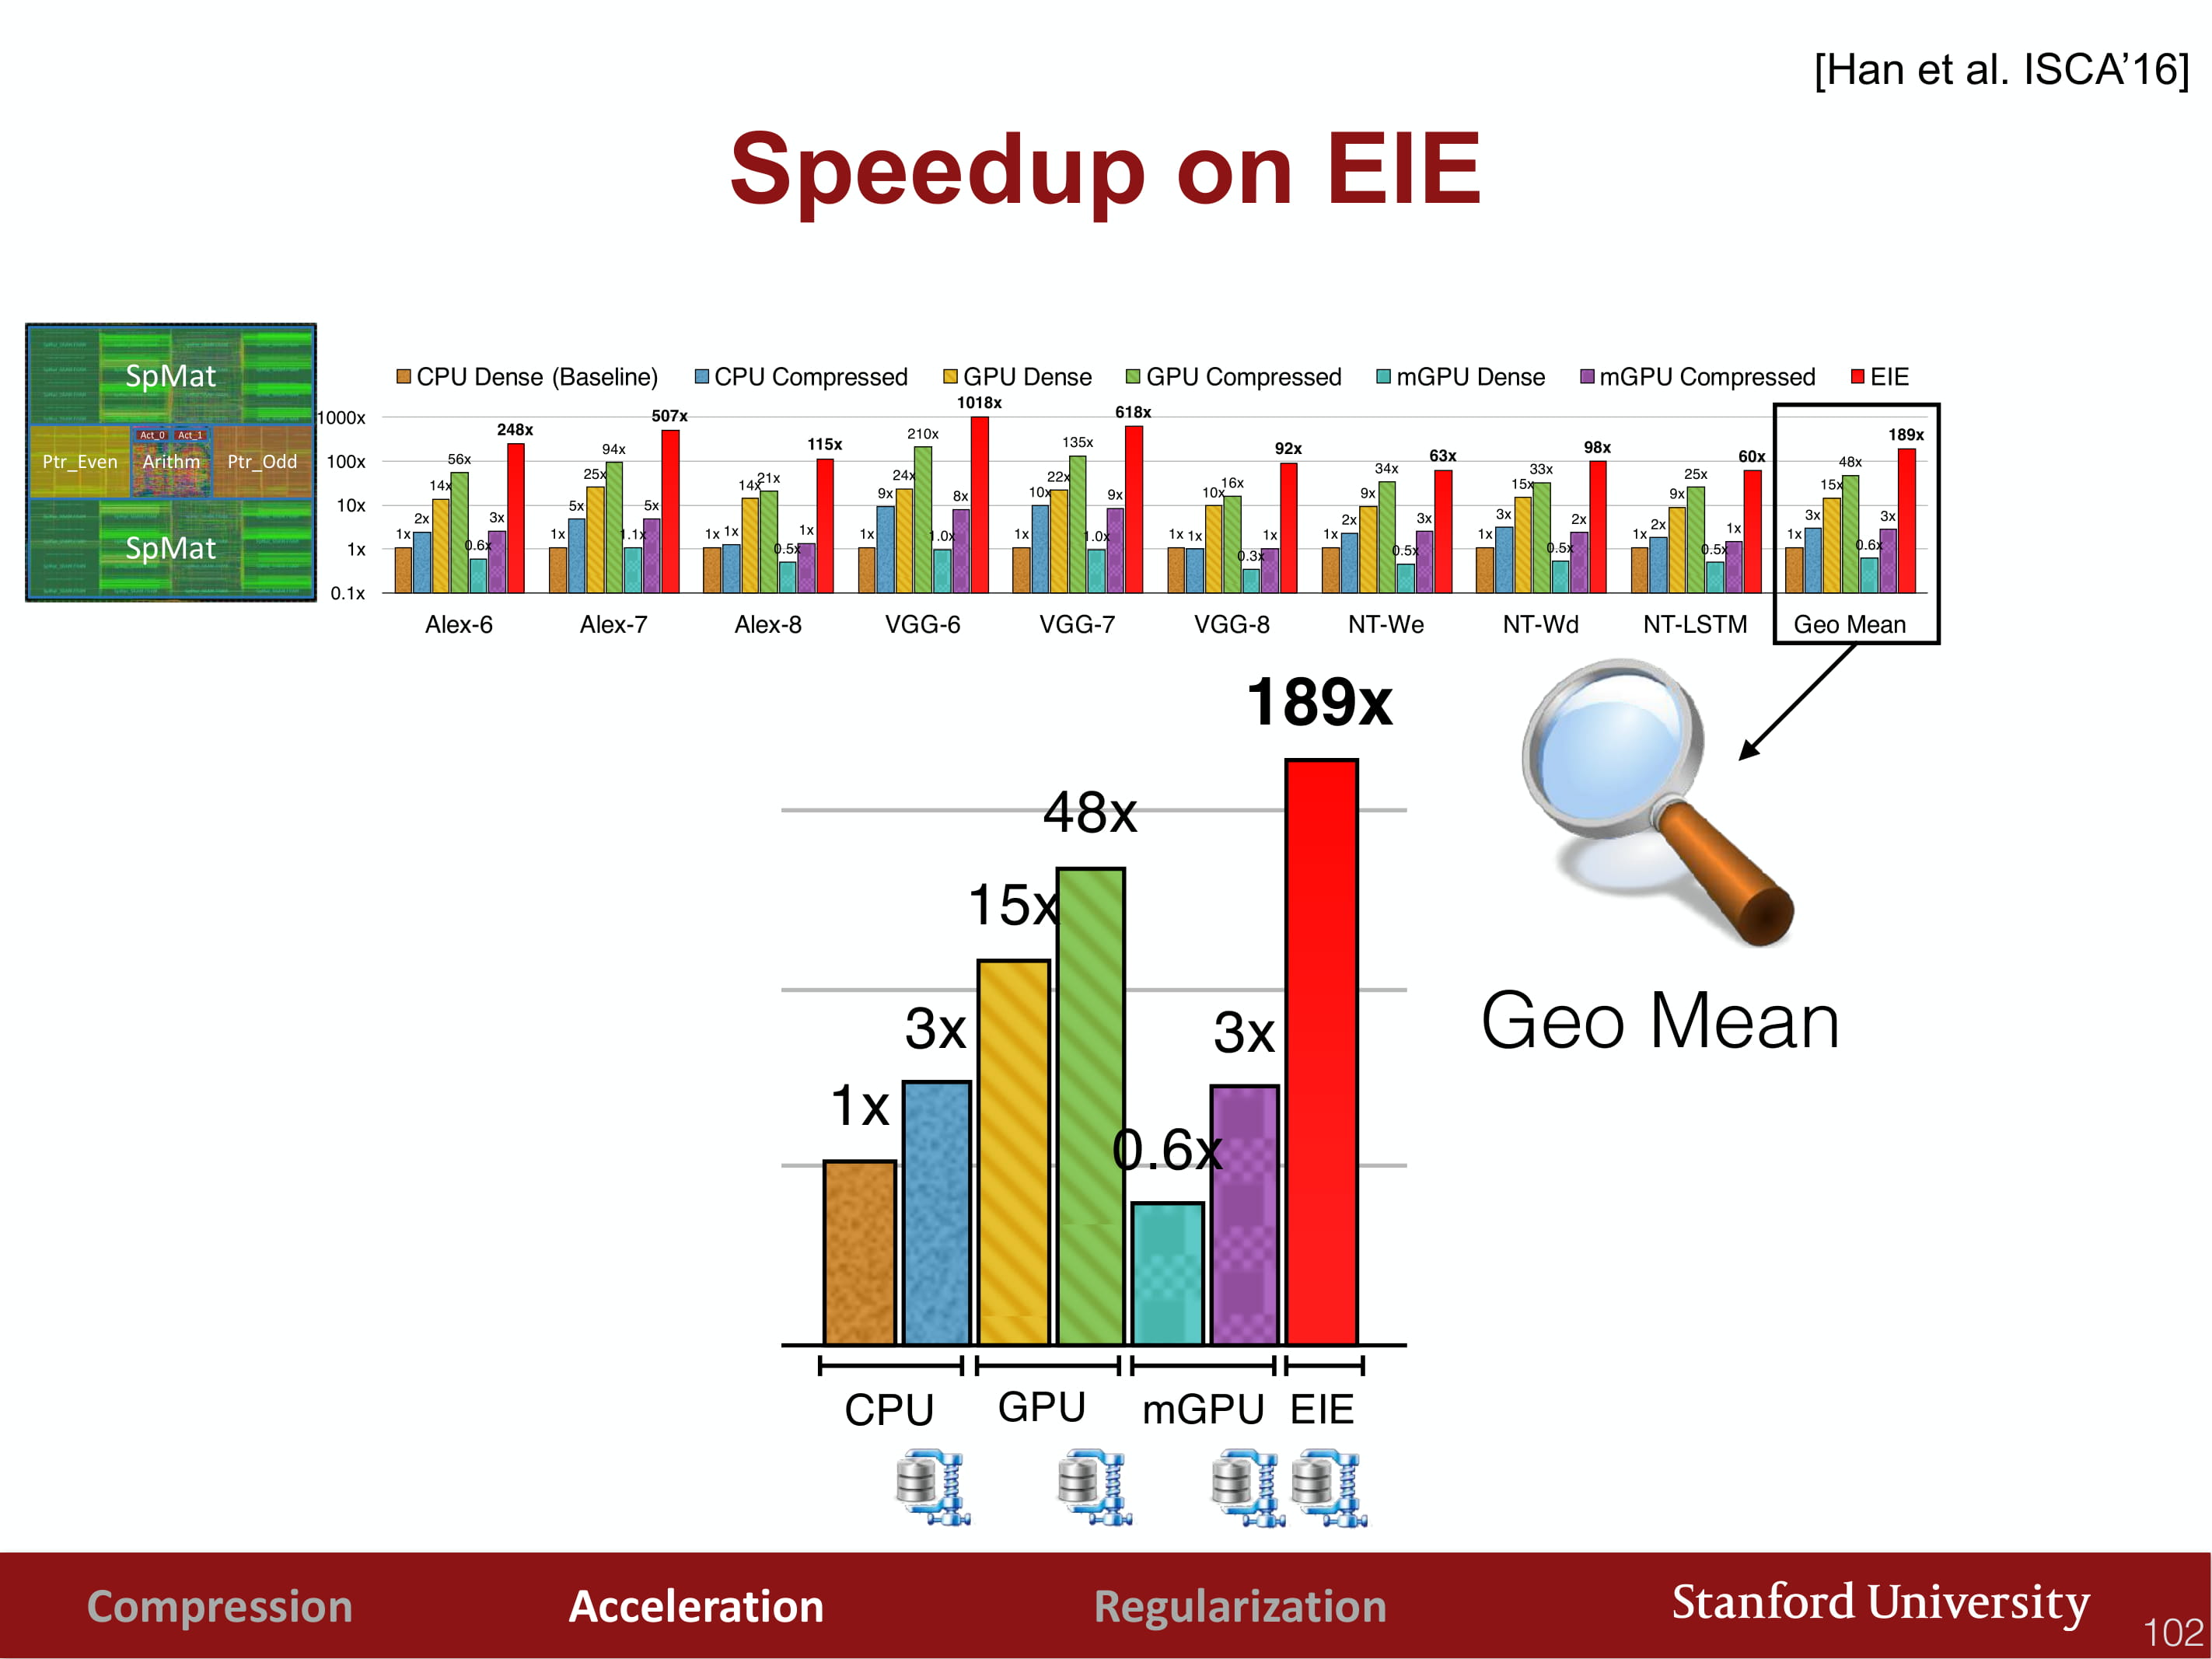 [Han et al. ISCA’16]
Speedup on EIE
SpMat
Ptr_Even
Act_0
Act_1
Arithm
Ptr_Odd
SpMat
CPU Dense (Baseline)
CPU Compressed
GPU Dense
GPU Compressed
mGPU Dense
mGPU Compressed
EIE
1000x
100x
10x
1x
0.1x
1x 2x 14x 56x 0.6x 3x 248x
1x 5x 25x 94x 1.1x 5x 507x
1x 1x 14x 21x 0.5x 1x 115x
1x 9x 24x 210x 1.0x 8x 1018x
1x 10x 22x 135x 1.0x 9x 618x
1x 1x 10x 16x 0.3x 1x 92x
1x 2x 9x 34x 0.5x 3x 63x
1x 3x 15x 33x 0.5x 2x 98x
1x 2x 9x 25x 0.5x 1x 60x
1x 3x 15x 48x 0.6x 3x 189x
Alex-6 Alex-7 Alex-8 VGG-6 VGG-7 VGG-8 NT-We NT-Wd NT-LSTM Geo Mean
189x
48x
15x
3x
3x
1x
0.6x
Geo Mean
CPU GPU mGPU EIE
Compression Acceleration Regularization Stanford University
102